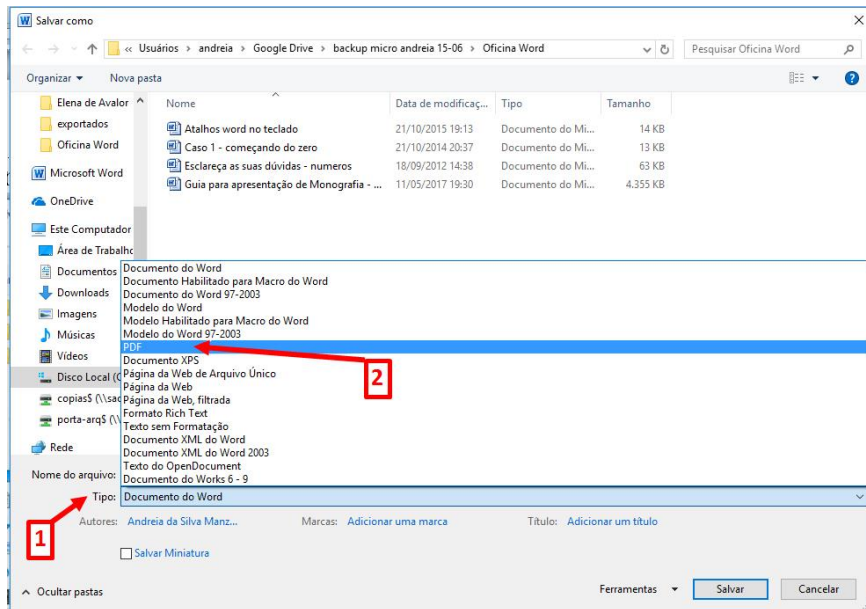 Salvar como
« Usuários > andreia > Google Drive > backup micro andreia 15-06 > Oficina Word
Pesquisar Oficina Word
Organizar
Nova pasta
Elena de Avalor
exportados
Oficina Word
Microsoft Word
OneDrive
Este Computador
Área de Trabalho
Documentos
Downloads
Imagens
Músicas
Vídeos
Disco Local (C
copias$ (\\sac
porta-arq$ (\\
Rede
Nome Data de modificaç... Tipo Tamanho
Atalhos word no teclado 21/10/2015 19:13 Documento do Mi... 14 KB
Caso 1 - começando do zero 21/10/2014 20:37 Documento do Mi... 13 KB
Esclareça as suas dúvidas - numeros 18/09/2012 14:38 Documento do Mi... 63 KB
Guia para apresentação de Monografia - ... 11/05/2017 19:30 Documento do Mi... 4.355 KB
Documento do Word
Documento Habilitado para Macro do Word
Documento do Word 97-2003
Modelo do Word
Modelo Habilitado para Macro do Word
Modelo do Word 97-2003
PDF
Documento XPS
Página da Web de Arquivo Único
Página da Web
Página da Web, filtrada
Formato Rich Text
Texto sem Formatação
Documento XML do Word
Documento XML do Word 2003
Texto do OpenDocument
Documento do Works 6 - 9
2
Nome do arquivo:
Tipo: Documento do Word
1
Autores: Andreia da Silva Manz...
Marcas: Adicionar uma marca
Título: Adicionar um título
Salvar Miniatura
Ocultar pastas
Ferramentas
Salvar
Cancelar